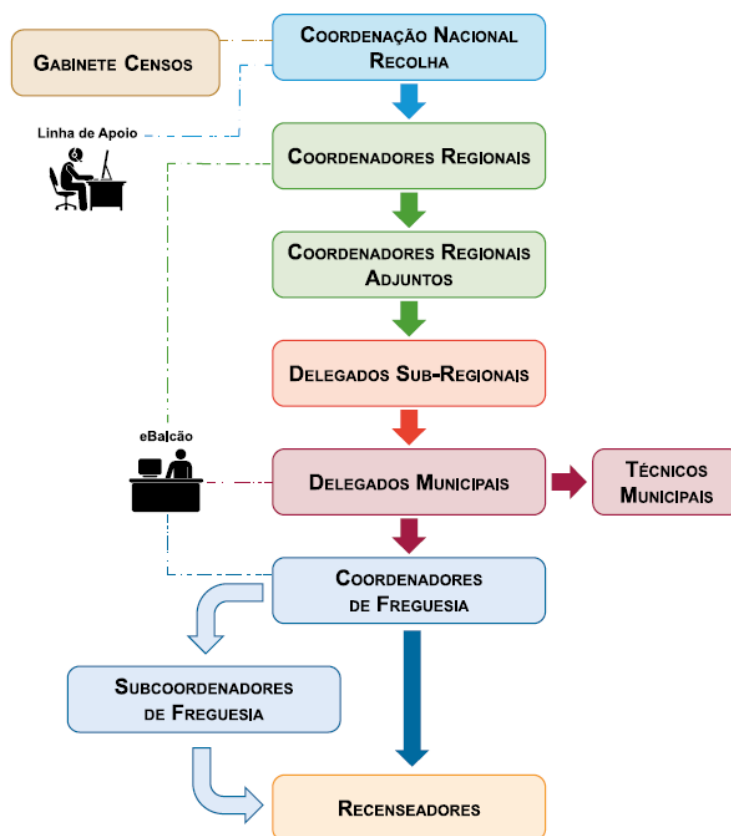 COORDENAÇÃO NACIONAL
RECOLHA
GABINETE CENSOS
Linha de Apoio
COORDENADORES REGIONAIS
COORDENADORES REGIONAIS
ADJUNTOS
DELEGADOS SUB-REGIONAIS
eBalcão
DELEGADOS MUNICIPAIS
TÉCNICOS
MUNICIPAIS
COORDENADORES
DE FREGUESIA
SUBCOORDENADORES
DE FREGUESIA
RECENSEADORES